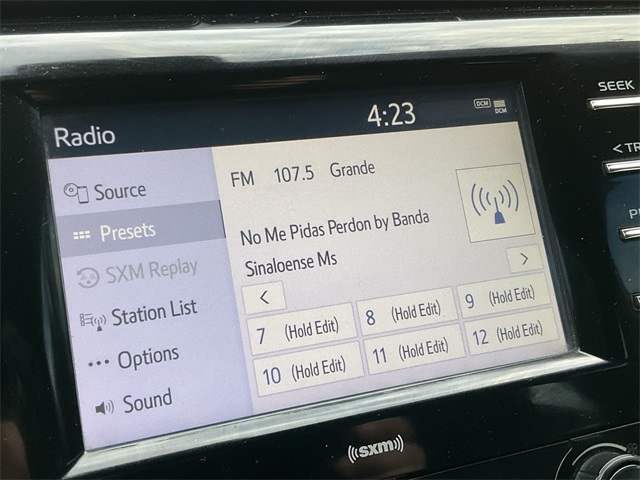 SEEK
4:23
DCM
DCM
Radio
< TR
Source
Presets
SXM Replay
Station List
Options
Sound
FM 107.5 Grande
No Me Pidas Perdon by Banda
Sinaloense Ms
< >
7 (Hold Edit) 8 (Hold Edit) 9 (Hold Edit)
10 (Hold Edit) 11 (Hold Edit) 12 (Hold Edit)
((sxm))